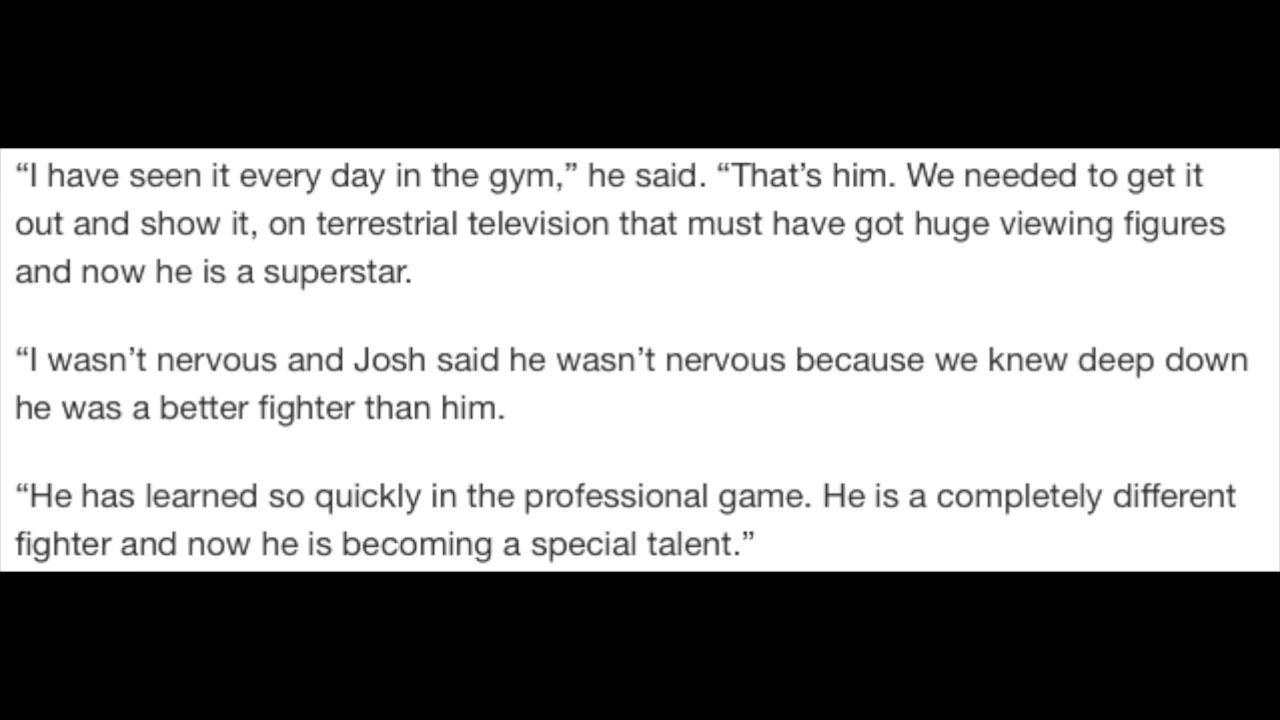 “I have seen it every day in the gym,” he said. “That’s him. We needed to get it
out and show it, on terrestrial television that must have got huge viewing figures
and now he is a superstar.
“I wasn’t nervous and Josh said he wasn’t nervous because we knew deep down
he was a better fighter than him.
“He has learned so quickly in the professional game. He is a completely different
fighter and now he is becoming a special talent.”